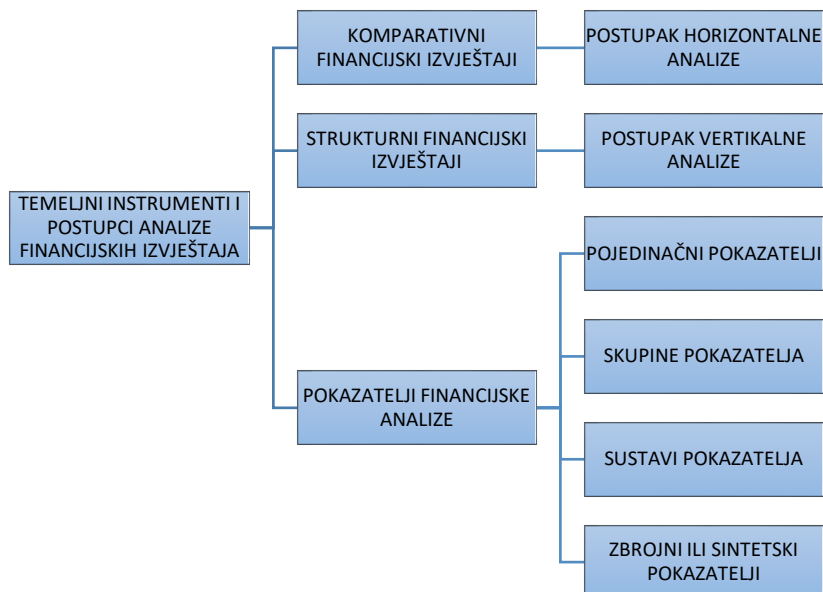 TEMELJNI INSTRUMENTI I
POSTUPCI ANALIZE
FINANCIJSKIH IZVJEŠTAJA
KOMPARATIVNI
FINANCIJSKI IZVJEŠTAJI
POSTUPAK HORIZONTALNE
ANALIZE
STRUKTURNI FINANCIJSKI
IZVJEŠTAJI
POSTUPAK VERTIKALNE
ANALIZE
POKAZATELJI FINANCIJSKE
ANALIZE
POJEDINAČNI POKAZATELJI
SKUPINE POKAZATELJA
SUSTAVI POKAZATELJA
ZBROJNI ILI SINTETSKI
POKAZATELJI